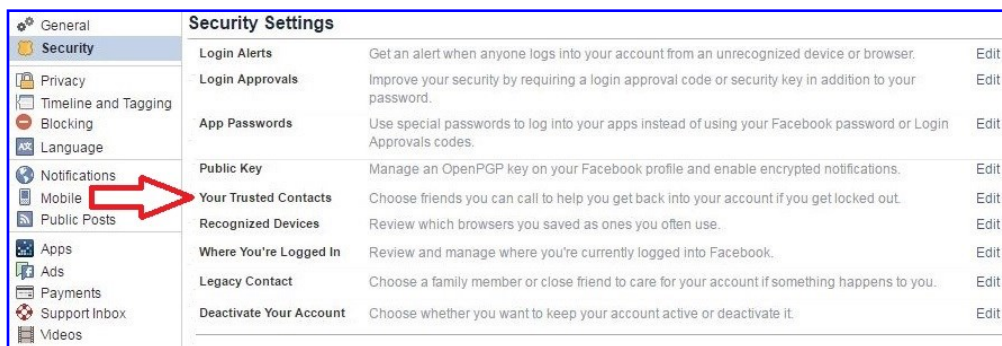 General
Security
Privacy
Timeline and Tagging
Blocking
Language
Notifications
Mobile
Public Posts
Apps
Ads
Payments
Support Inbox
Videos
Security Settings
Login Alerts Get an alert when anyone logs into your account from an unrecognized device or browser. Edit
Login Approvals Improve your security by requiring a login approval code or security key in addition to your Edit
password.
App Passwords Use special passwords to log into your apps instead of using your Facebook password or Login Edit
Approvals codes.
Public Key Manage an OpenPGP key on your Facebook profile and enable encrypted notifications. Edit
Your Trusted Contacts Choose friends you can call to help you get back into your account if you get locked out. Edit
Recognized Devices Review which browsers you saved as ones you often use. Edit
Where You're Logged In Review and manage where you're currently logged into Facebook. Edit
Legacy Contact Choose a family member or close friend to care for your account if something happens to you. Edit
Deactivate Your Account Choose whether you want to keep your account active or deactivate it. Edit